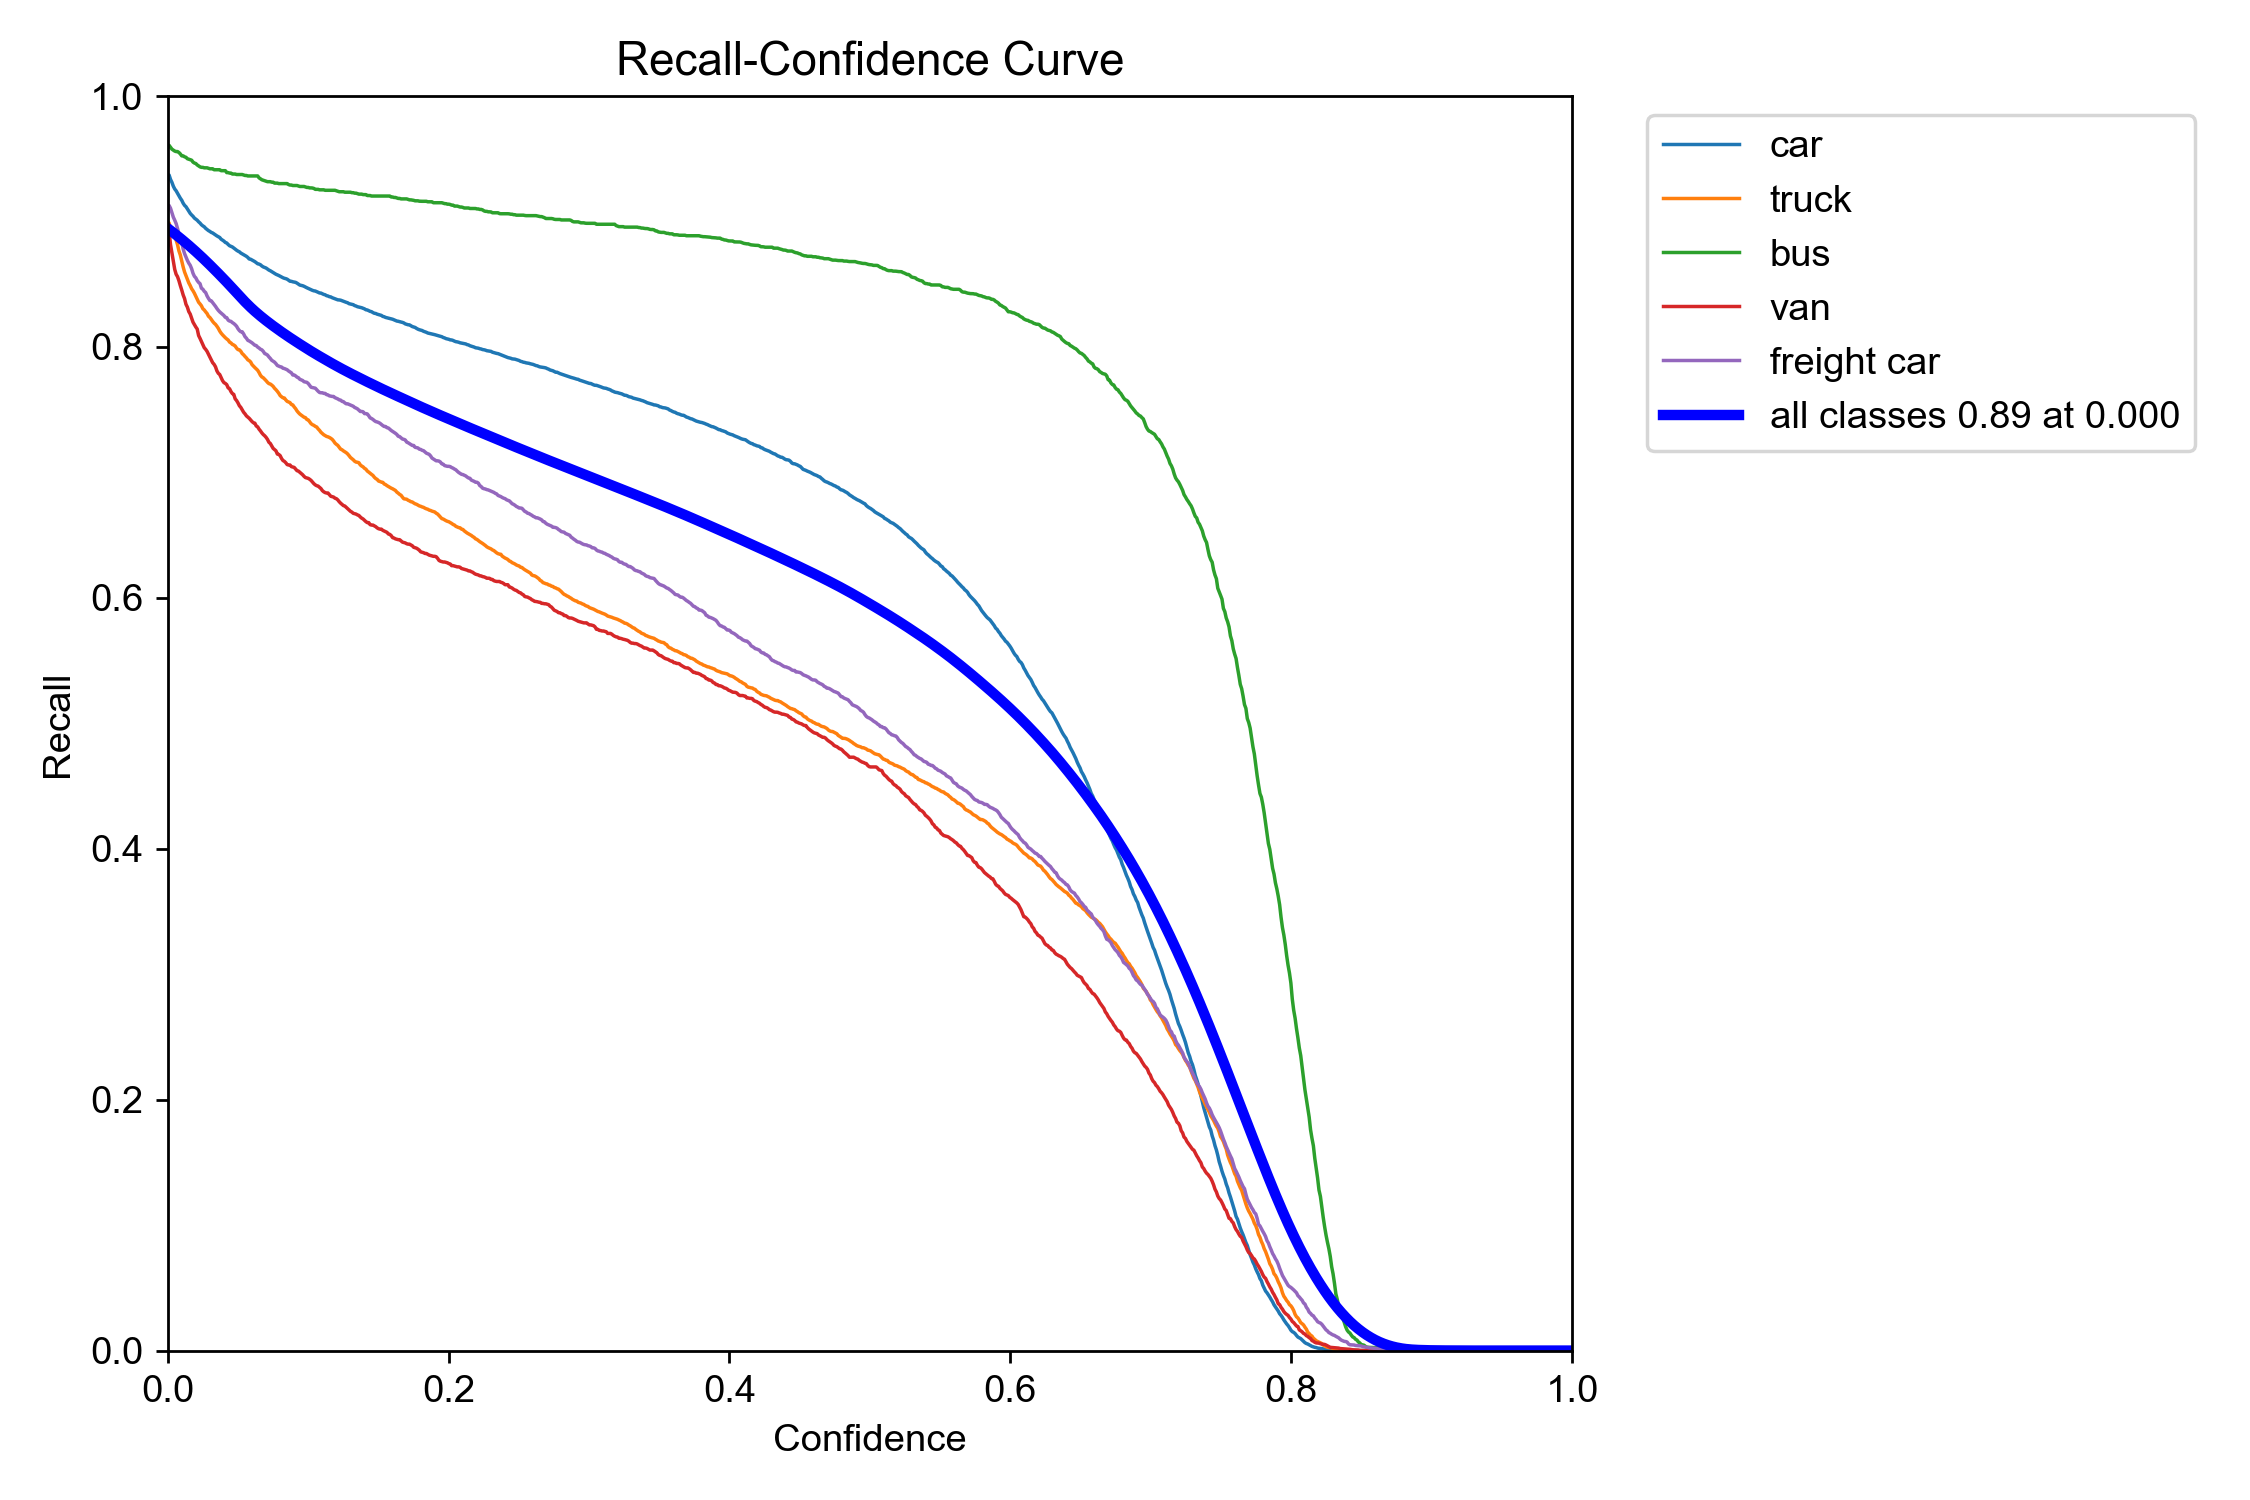 Recall-Confidence Curve
1.0
0.8
0.6
0.4
0.2
0.0
Recall
0.0 0.2 0.4 0.6 0.8 1.0
Confidence
car
truck
bus
van
freight car
all classes 0.89 at 0.000